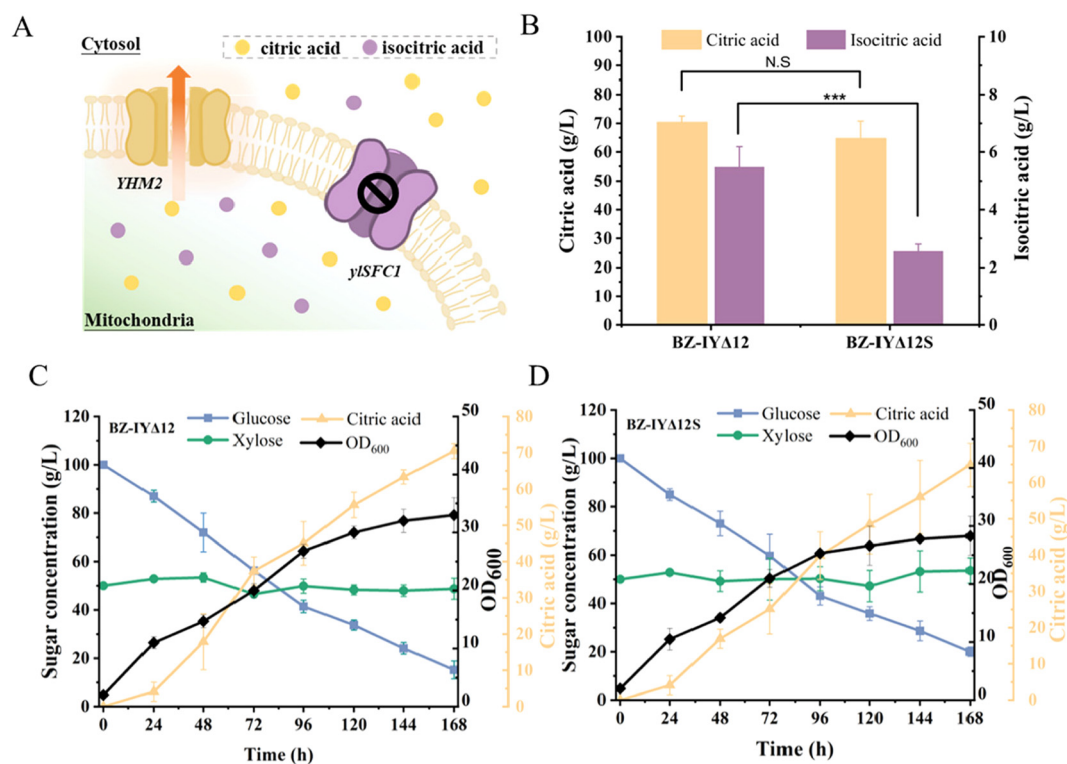 A
Cytosol
citric acid
isocitric acid
YHM2
ylSFC1
Mitochondria
B
Citric acid
Isocitric acid
N.S
***
Citric acid (g/L)
100
90
80
70
60
50
40
30
20
10
0
Isocitric acid (g/L)
10
8
6
4
2
0
BZ-IYΔ12
BZ-IYΔ12S
C
BZ-IYΔ12
Glucose
Citric acid
Xylose
OD600
Sugar concentration (g/L)
120
100
80
60
40
20
0
OD600
50
40
30
20
10
0
Citric acid (g/L)
80
70
60
50
40
30
20
10
0
0 24 48 72 96 120 144 168
Time (h)
D
BZ-IYΔ12S
Glucose
Citric acid
Xylose
OD600
Sugar concentration (g/L)
120
100
80
60
40
20
0
OD600
50
40
30
20
10
0
Citric acid (g/L)
80
70
60
50
40
30
20
10
0
0 24 48 72 96 120 144 168
Time (h)